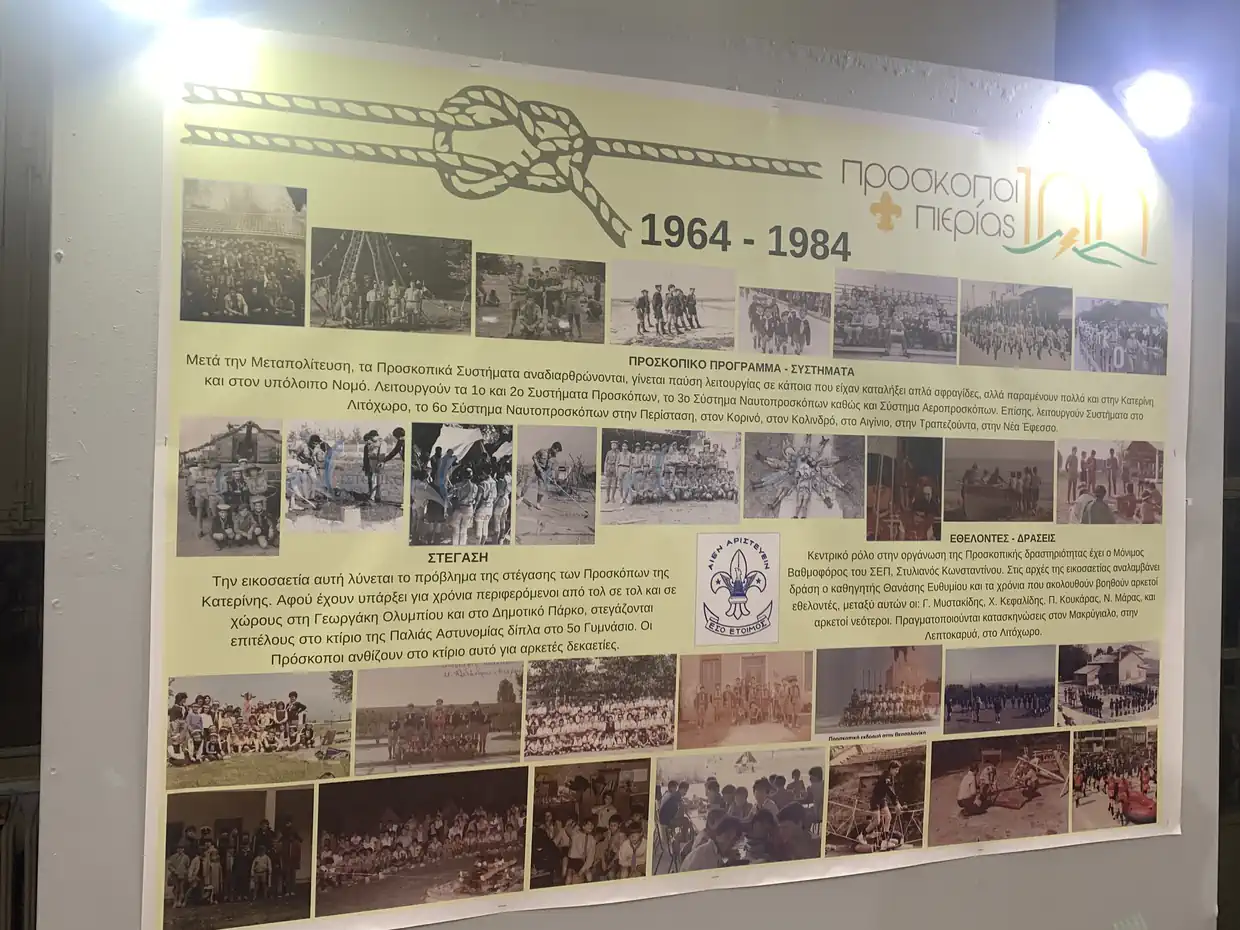 προσκοποι
πιερίας
100
1964 - 1984
ΠΡΟΣΚΟΠΙΚΟ ΠΡΟΓΡΑΜΜΑ - ΣΥΣΤΗΜΑΤΑ
Μετά την Μεταπολίτευση, τα Προσκοπικά Συστήματα αναδιαρθρώνονται, γίνεται παύση λειτουργίας σε κάποια που είχαν καταλήξει απλά σφραγίδες, αλλά παραμένουν πολλά και στην Κατερίνη
και στον υπόλοιπο Νομό. Λειτουργούν τα 1ο και 2ο Συστήματα Προσκόπων, το 3ο Σύστημα Ναυτοπροσκόπων καθώς και Σύστημα Αεροπροσκόπων. Επίσης, λειτουργούν Συστήματα στο
Λιτόχωρο, το 6ο Σύστημα Ναυτοπροσκόπων στην Περίσταση, στον Κορινό, στον Κολινδρό, στο Αιγίνιο, στην Τραπεζούντα, στη Νέα Έφεσσο.
ΣΤΕΓΑΣΗ
Την εικοσαετία αυτή λύνεται το πρόβλημα της στέγασης των Προσκόπων της
Κατερίνης. Αφού έχουν υπάρξει για χρόνια περιφερόμενοι από τολ σε τολ και σε
χώρους στη Γεωργάκη Ολυμπίου και στο Δημοτικό Πάρκο, στεγάζονται
επιτέλους στο κτίριο της Παλιάς Αστυνομίας δίπλα στο 5ο Γυμνάσιο. Οι
Πρόσκοποι ανθίζουν στο κτίριο αυτό για αρκετές δεκαετίες.
ΑΙΕΝ ΑΡΙΣΤΕΥΕΙΝ
ΕΣΟ ΕΤΟΙΜΟΣ
ΕΘΕΛΟΝΤΕΣ - ΔΡΑΣΕΙΣ
Κεντρικό ρόλο στην οργάνωση της Προσκοπικής δραστηριότητας έχει ο Μόνιμος
Βαθμοφόρος του ΣΕΠ, Στυλιανός Κωνσταντίνου. Στις αρχές της εικοσαετίας αναλαμβάνει
δράση ο καθηγητής Θανάσης Ευθυμίου και τα χρόνια που ακολουθούν βοηθούν αρκετοί
εθελοντές, μεταξύ αυτών οι: Γ. Μυστακίδης, Χ. Κεφαλίδης, Π. Κουκάρας, Ν. Μάρας, και
αρκετοί νεότεροι. Πραγματοποιούνται κατασκηνώσεις στον Μακρύγιαλο, στην
Λεπτοκαρυά, στο Λιτόχωρο.
Προσκοπική εκδρομή στην Θεσσαλονίκη